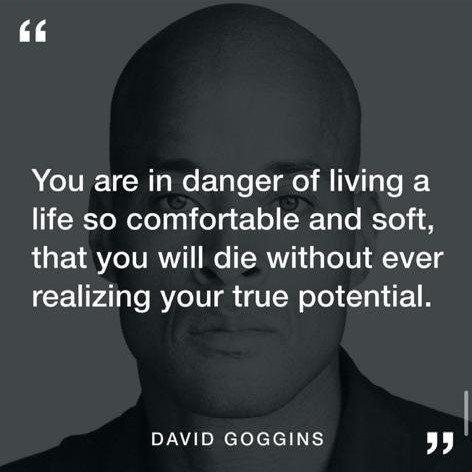 “
You are in danger of living a
life so comfortable and soft,
that you will die without ever
realizing your true potential.
DAVID GOGGINS
”